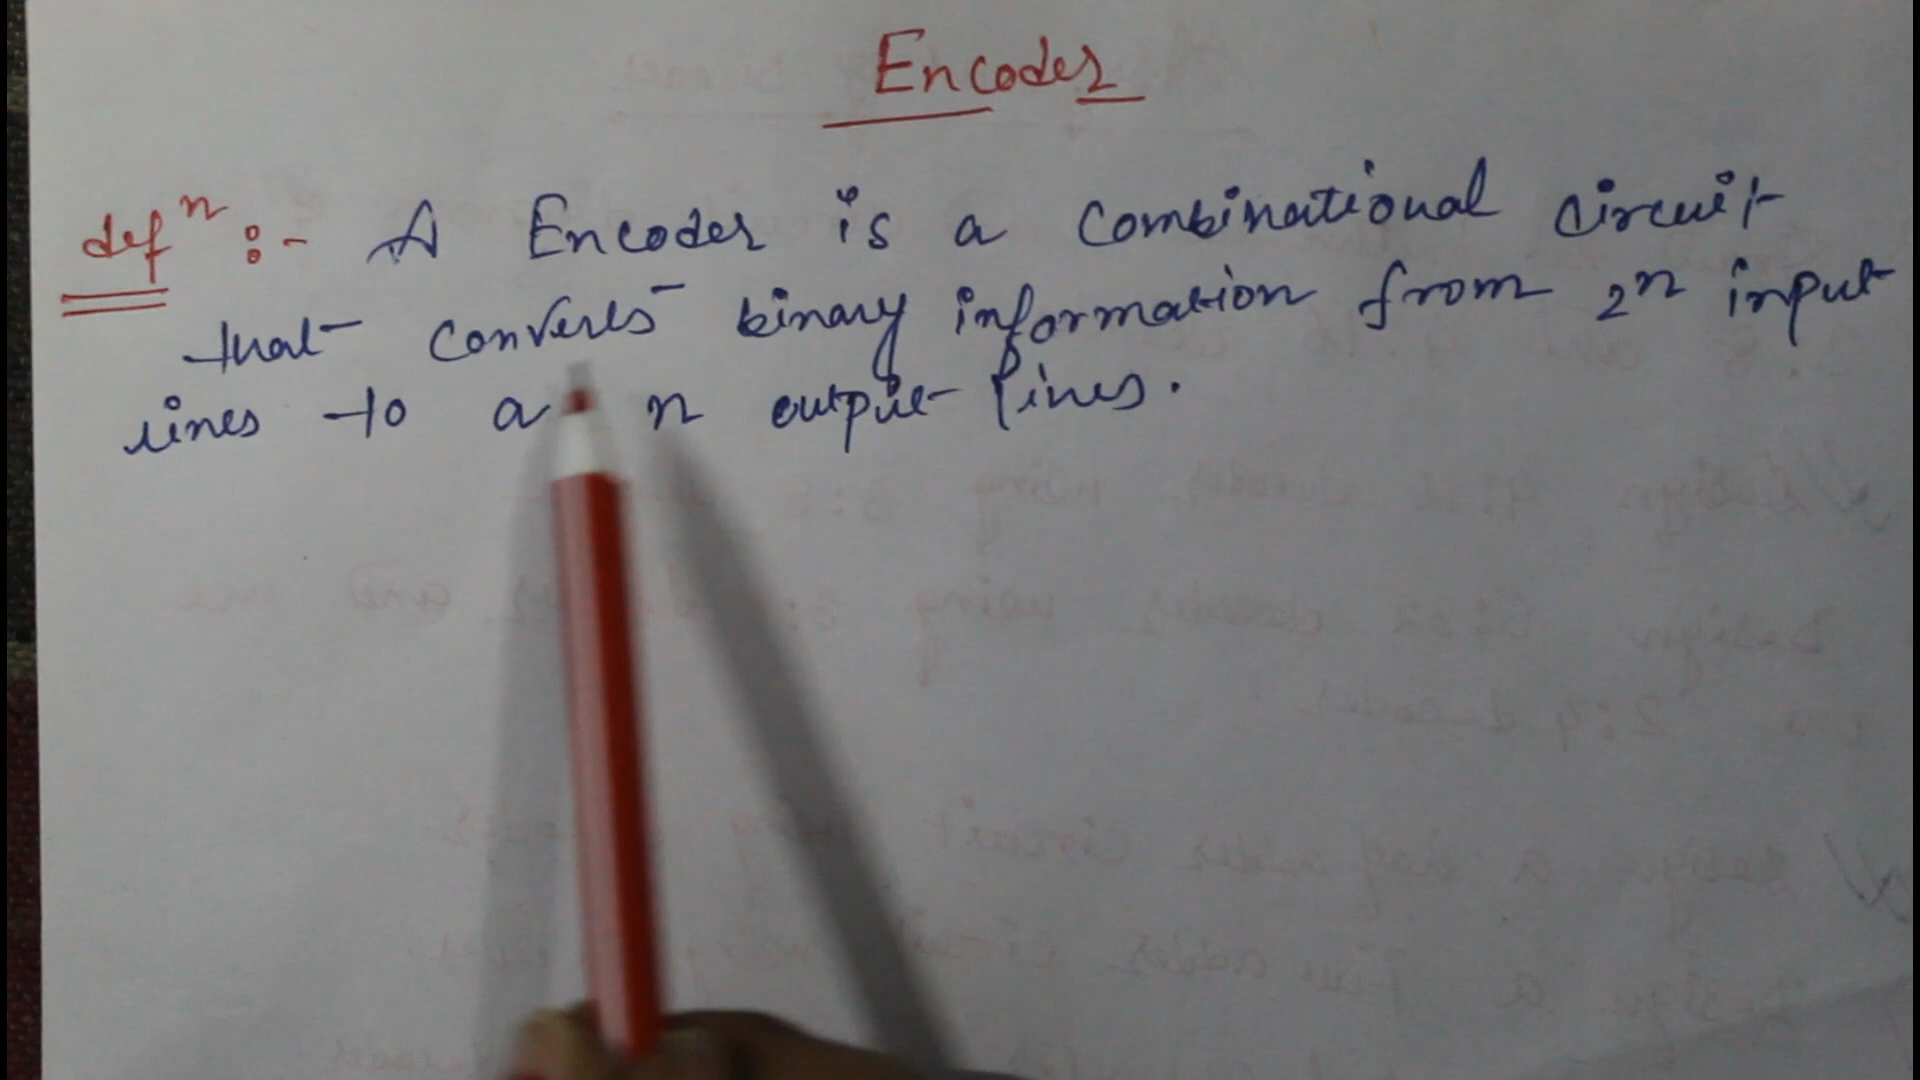 Encoder
defⁿ :- A Encoder is a combinational circuit
that converts binary information from 2ⁿ input
lines to a n output lines.